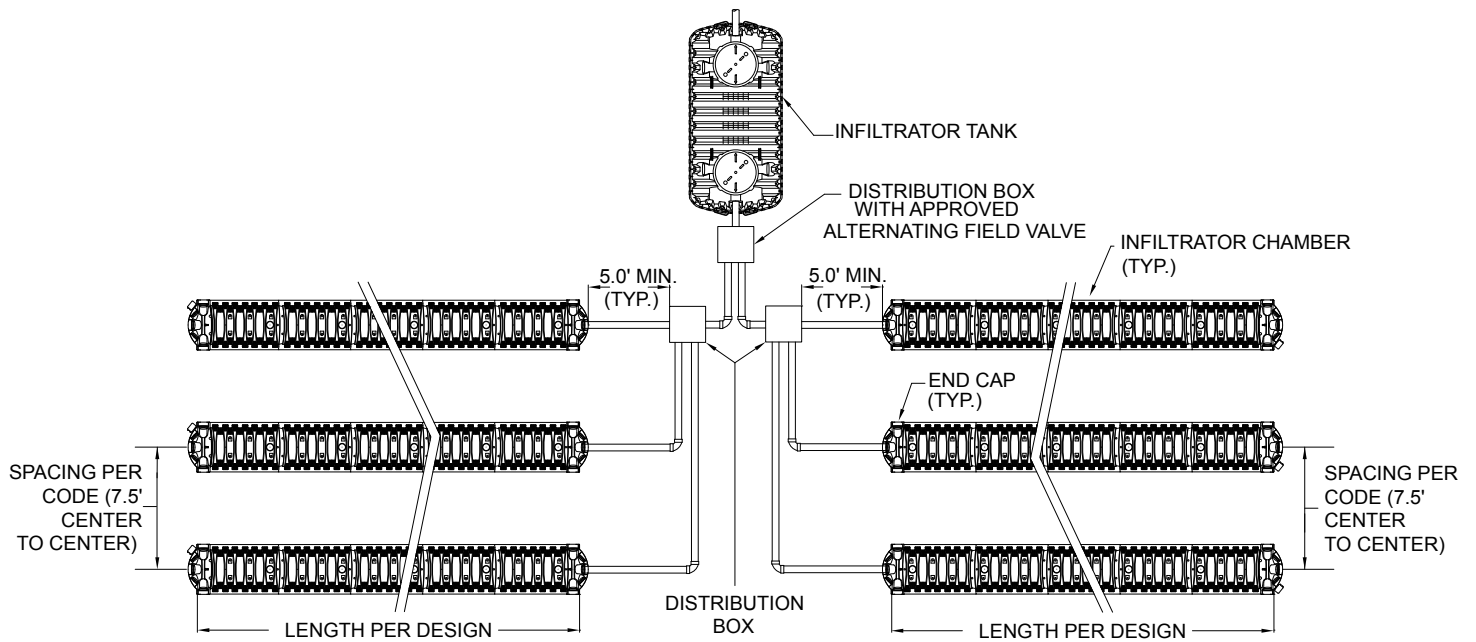 INFILTRATOR TANK
DISTRIBUTION BOX
WITH APPROVED
ALTERNATING FIELD VALVE
INFILTRATOR CHAMBER
(TYP.)
5.0' MIN.
(TYP.)
5.0' MIN.
(TYP.)
END CAP
(TYP.)
SPACING PER
CODE (7.5'
CENTER
TO CENTER)
SPACING PER
CODE (7.5'
CENTER
TO CENTER)
DISTRIBUTION
BOX
LENGTH PER DESIGN
LENGTH PER DESIGN